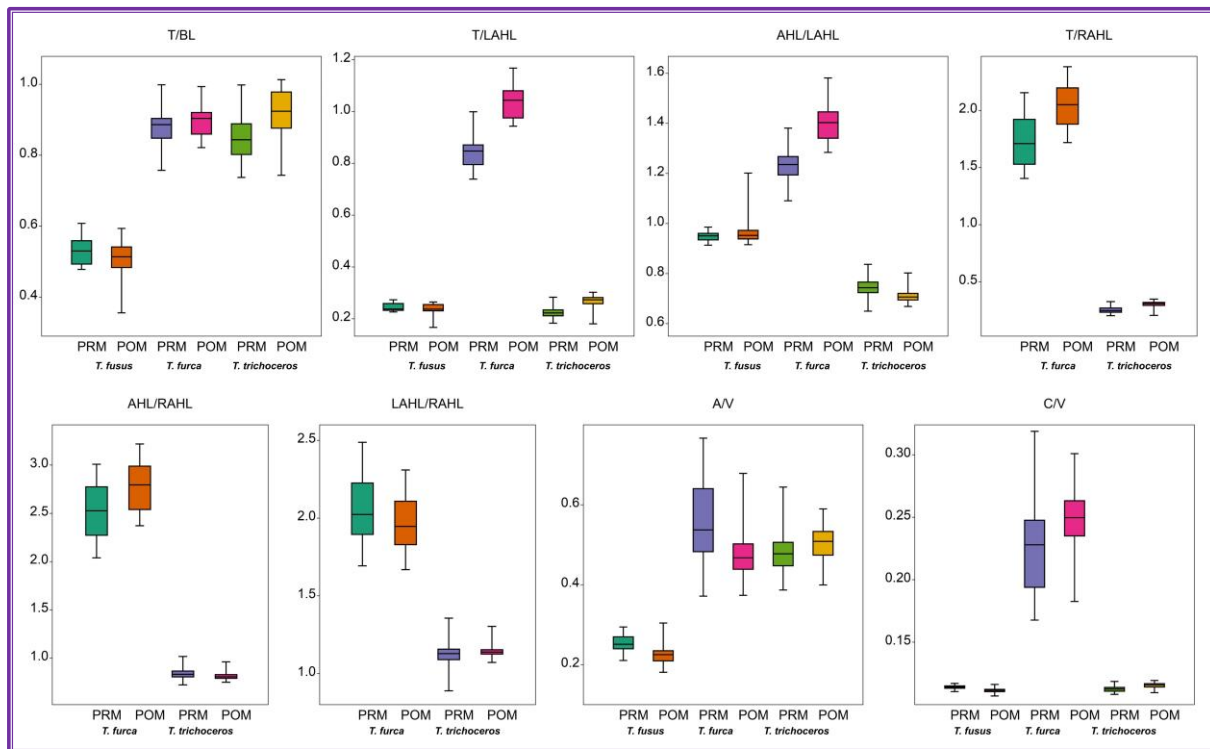 T/BL
1.0
0.8
0.6
0.4
PRM POM PRM POM PRM POM
T. fusus T. furca T. trichoceros
T/LAHL
1.2
1.0
0.8
0.6
0.4
0.2
PRM POM PRM POM PRM POM
T. fusus T. furca T. trichoceros
AHL/LAHL
1.6
1.4
1.2
1.0
0.8
0.6
PRM POM PRM POM PRM POM
T. fusus T. furca T. trichoceros
T/RAHL
2.0
1.5
1.0
0.5
PRM POM PRM POM
T. furca T. trichoceros
AHL/RAHL
3.0
2.5
2.0
1.0
PRM POM PRM POM
T. furca T. trichoceros
LAHL/RAHL
2.5
2.0
1.5
1.0
PRM POM PRM POM
T. furca T. trichoceros
A/V
0.6
0.4
0.2
PRM POM PRM POM PRM POM
T. fusus T. furca T. trichoceros
C/V
0.30
0.25
0.20
0.15
PRM POM PRM POM PRM POM
T. fusus T. furca T. trichoceros